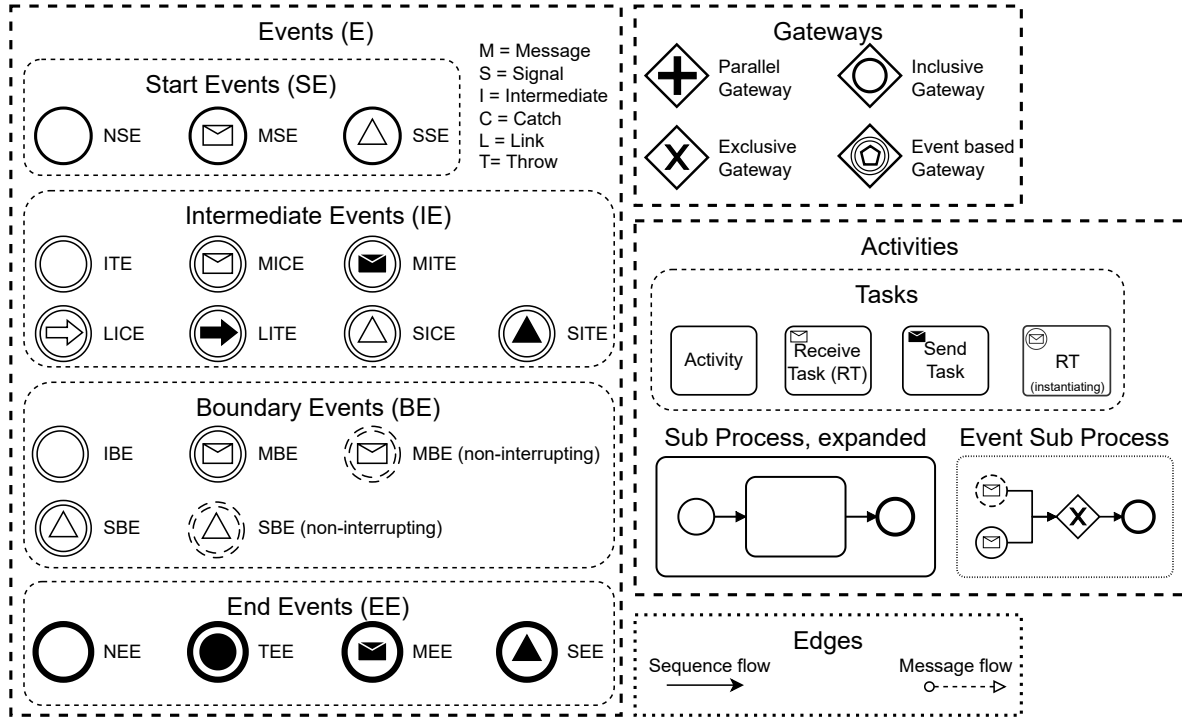 Events (E)
M = Message
S = Signal
I = Intermediate
C = Catch
L = Link
T= Throw
Start Events (SE)
NSE
MSE
SSE
Intermediate Events (IE)
ITE
MICE
MITE
LICE
LITE
SICE
SITE
Boundary Events (BE)
IBE
MBE
MBE (non-interrupting)
SBE
SBE (non-interrupting)
End Events (EE)
NEE
TEE
MEE
SEE
Gateways
Parallel
Gateway
Inclusive
Gateway
X
Exclusive
Gateway
Event based
Gateway
Activities
Tasks
Activity
Receive
Task (RT)
Send
Task
RT
(instantiating)
Sub Process, expanded
Event Sub Process
X
Edges
Sequence flow
Message flow